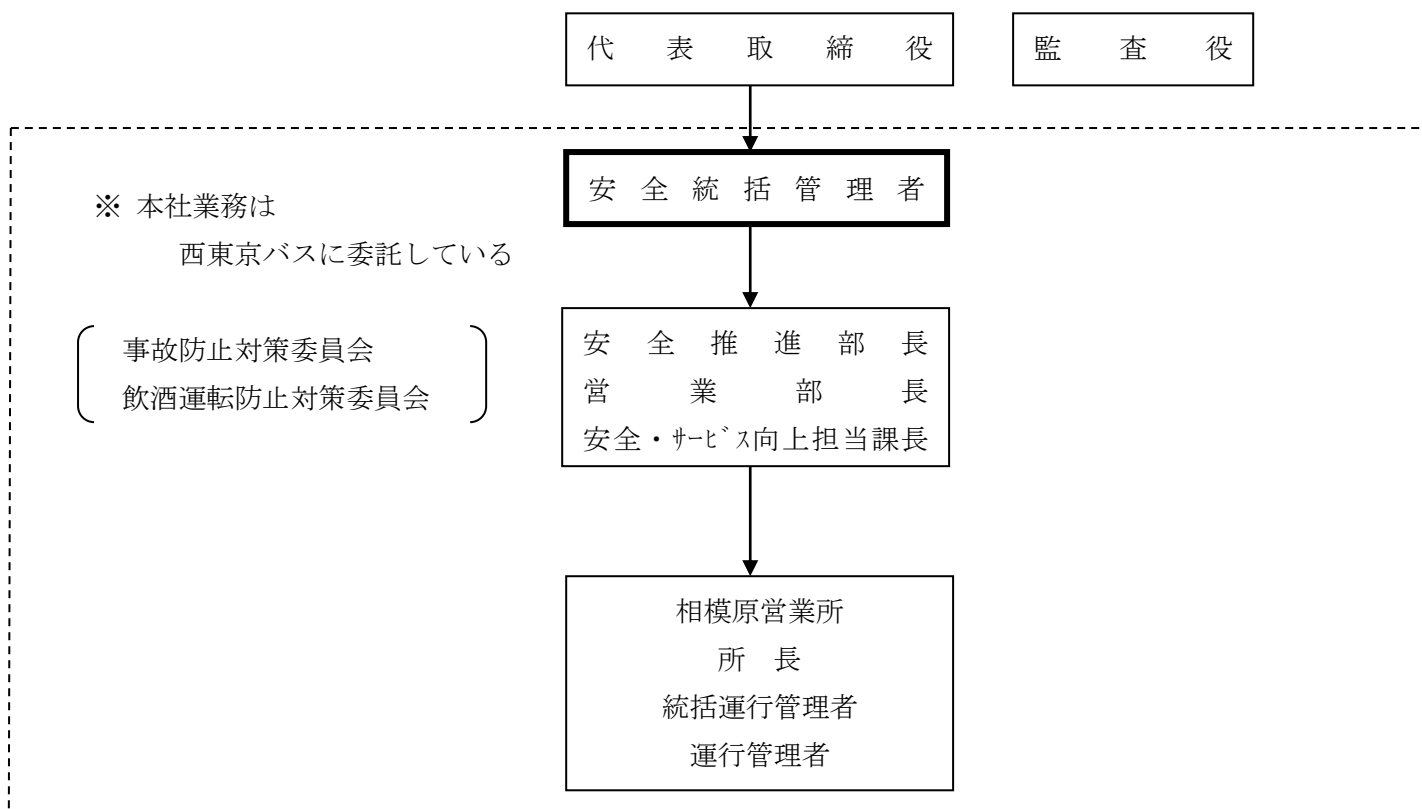 代表取締役
監査役
安全統括管理者
※ 本社業務は
西東京バスに委託している
事故防止対策委員会
飲酒運転防止対策委員会
安全推進部長
営業部長
安全・ｻｰﾋﾞｽ向上担当課長
相模原営業所
所 長
統括運行管理者
運行管理者